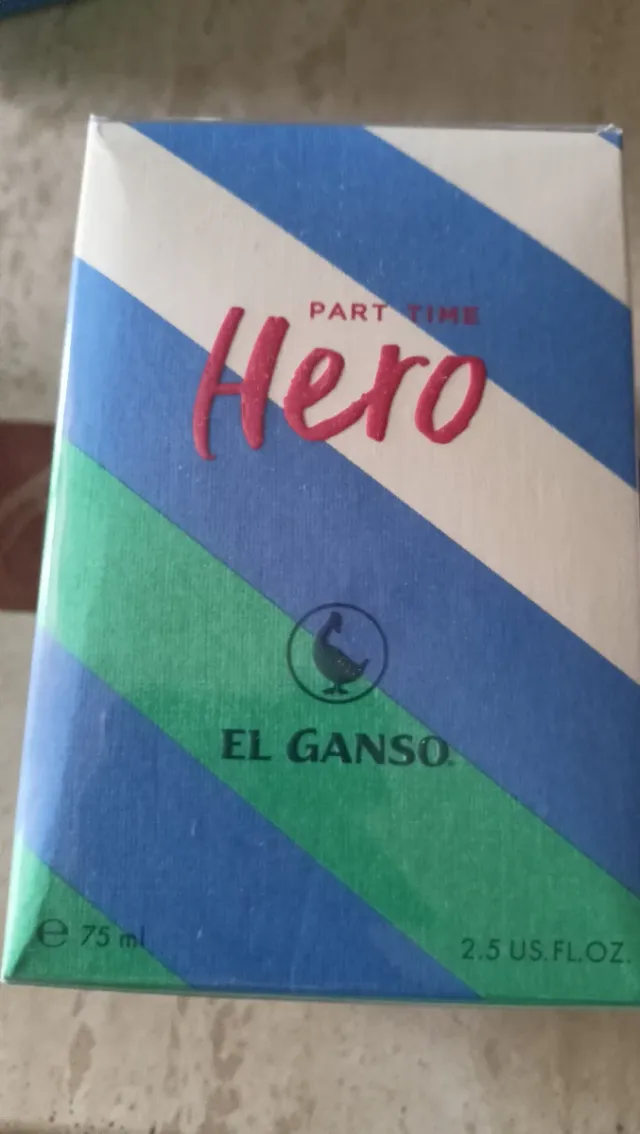 PART TIME
Hero
EL GANSO
℮ 75 ml
2.5 US.FL.OZ.